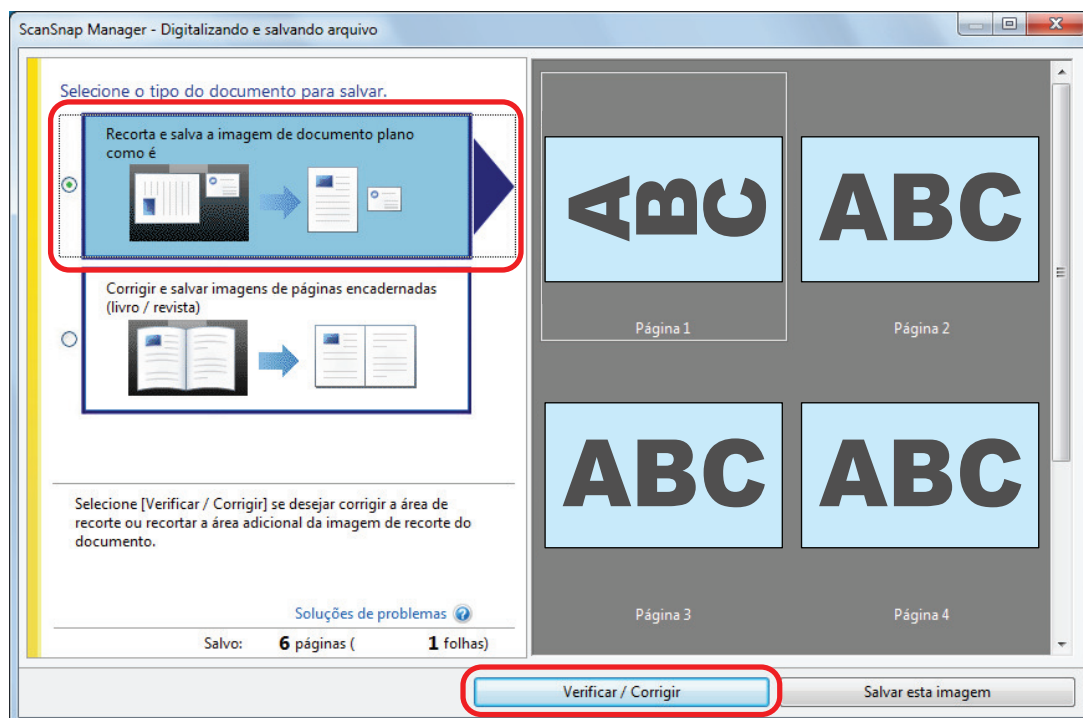 ScanSnap Manager - Digitalizando e salvando arquivo
Selecione o tipo do documento para salvar.
Recorta e salva a imagem de documento plano
como é
Corrigir e salvar imagens de páginas encadernadas
(livro / revista)
Selecione [Verificar / Corrigir] se desejar corrigir a área de
recorte ou recortar a área adicional da imagem de recorte do
documento.
Soluções de problemas
Salvo: 6 páginas ( 1 folhas)
ABC
Página 1
ABC
Página 2
ABC
Página 3
ABC
Página 4
Verificar / Corrigir
Salvar esta imagem